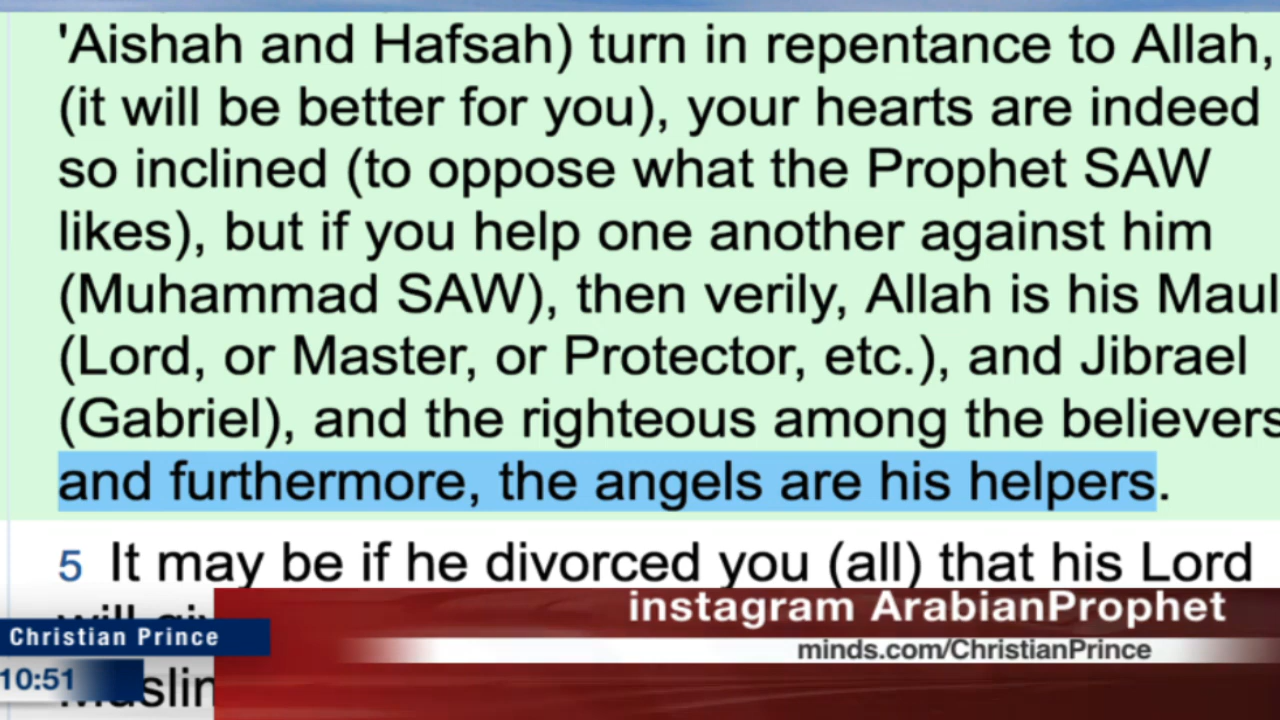 'Aishah and Hafsah) turn in repentance to Allah,
(it will be better for you), your hearts are indeed
so inclined (to oppose what the Prophet SAW
likes), but if you help one another against him
(Muhammad SAW), then verily, Allah is his Maul
(Lord, or Master, or Protector, etc.), and Jibrael
(Gabriel), and the righteous among the believers
and furthermore, the angels are his helpers.
5 It may be if he divorced you (all) that his Lord
instagram ArabianProphet
Christian Prince
minds.com/ChristianPrince
10:51